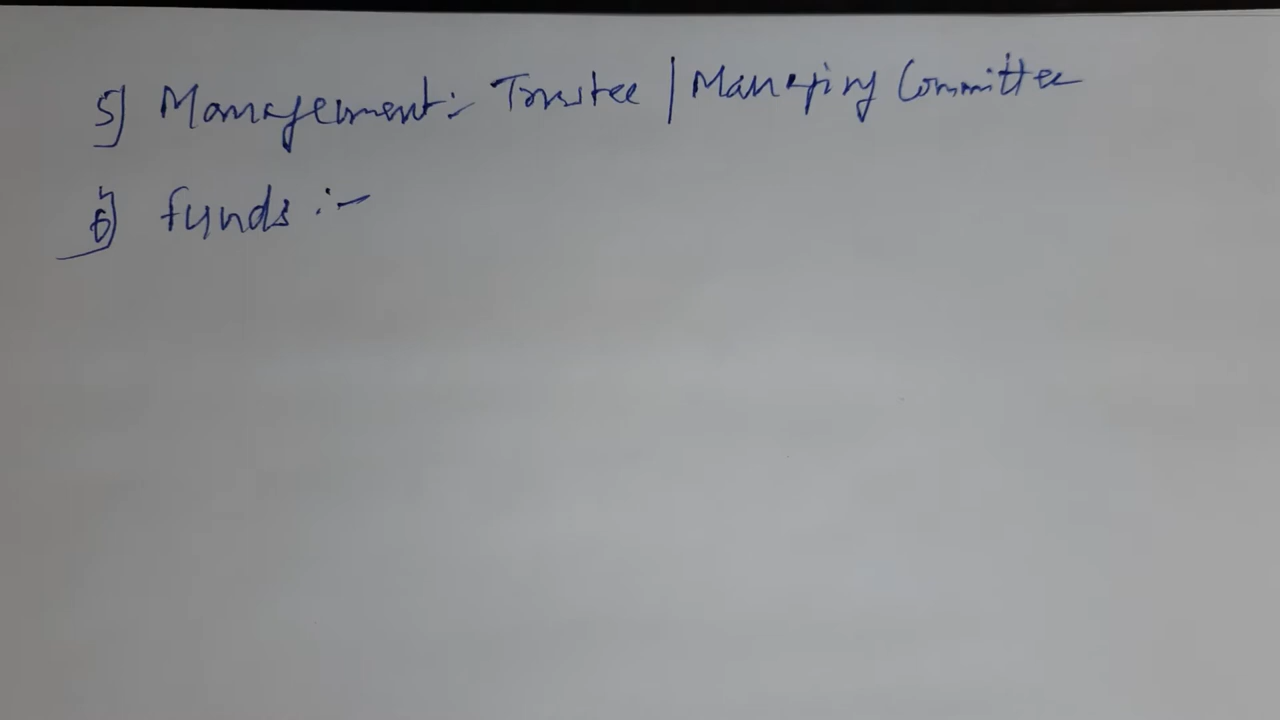 5) Management:- Trustee | Managing Committee
6) funds :-